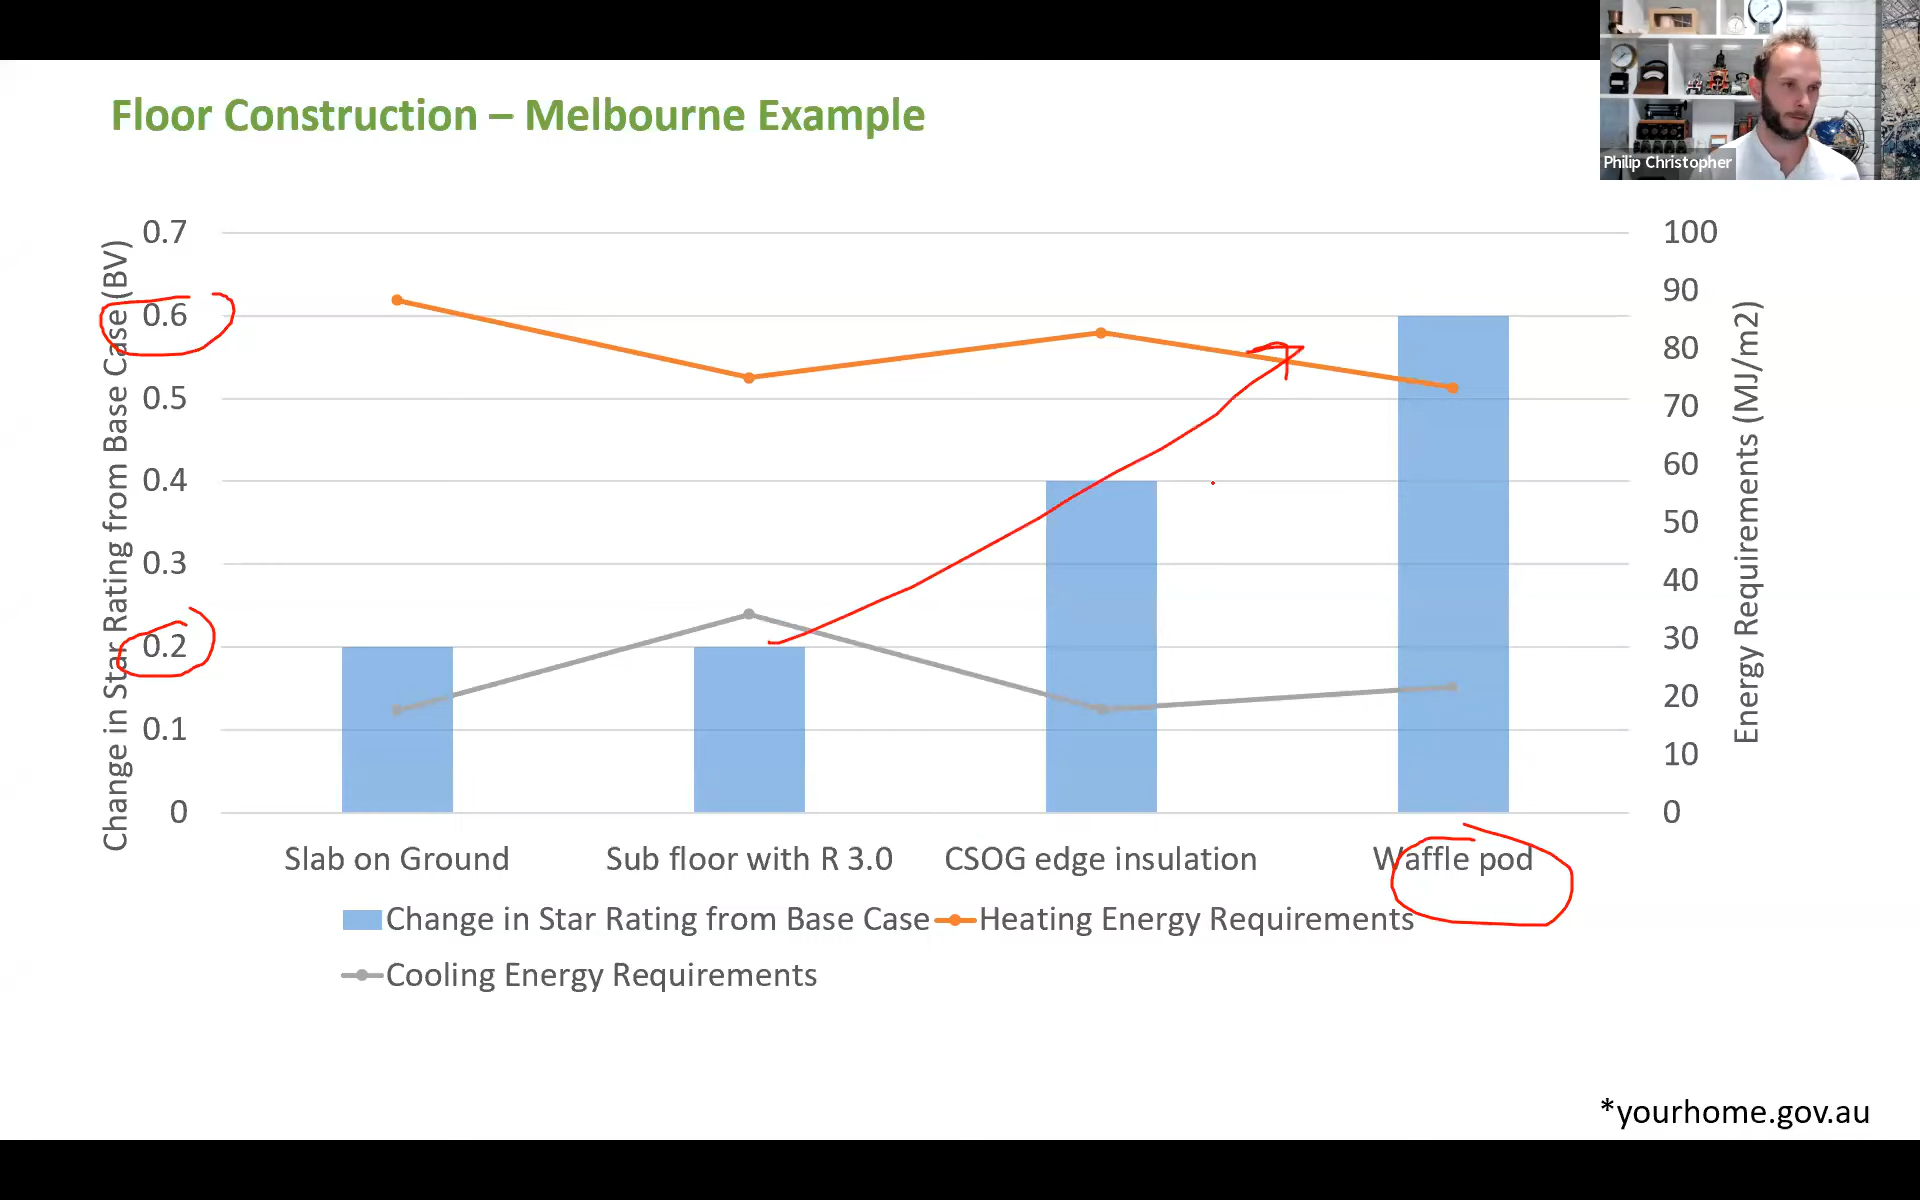 Floor Construction – Melbourne Example
Philip Christopher
Change in Star Rating from Base Case (BV)
0.7
0.6
0.5
0.4
0.3
0.2
0.1
0
100
90
80
70
60
50
40
30
20
10
0
Energy Requirements (MJ/m2)
Slab on Ground
Sub floor with R 3.0
CSOG edge insulation
Waffle pod
Change in Star Rating from Base Case
Heating Energy Requirements
Cooling Energy Requirements
*yourhome.gov.au